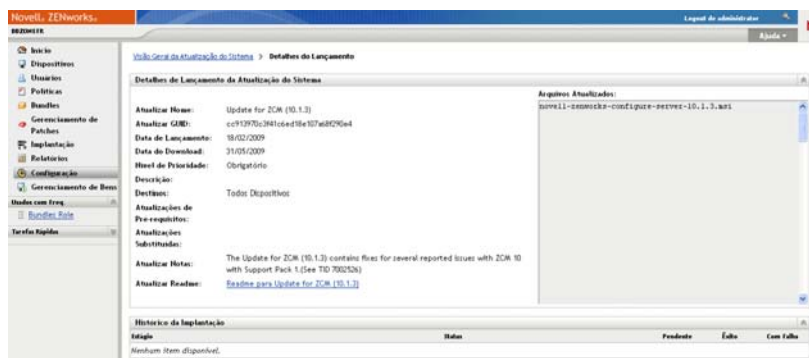 Novell® ZENworks®
Logout de administrator
Ajuda
Início
Dispositivos
Usuários
Políticas
Bundles
Gerenciamento de
Patches
Implantação
Relatórios
Configuração
Gerenciamento de Bens
Usados com Freq.
Bundles Role
Tarefas Rápidas
Visão Geral da Atualização do Sistema > Detalhes do Lançamento
Detalhes de Lançamento da Atualização do Sistema
Atualizar Nome: Update for ZCM (10.1.3)
Atualizar GUID:
Data de Lançamento: 18/02/2009
Data do Download: 31/05/2009
Nível de Prioridade: Obrigatório
Descrição:
Destinos: Todos Dispositivos
Atualizações de
Pré-requisitos:
Atualizações
Substituídas:
Atualizar Notas: The Update for ZCM (10.1.3) contains fixes for several reported issues with ZCM 10
with Support Pack 1.(See TID 7002526)
Atualizar Readme: Readme para Update for ZCM (10.1.3)
Arquivos Atualizados:
novell-zenworks-configure-server-10.1.3.msi
Histórico da Implantação
Estágio Status Pendente Êxito Com Falha
Nenhum item disponível.